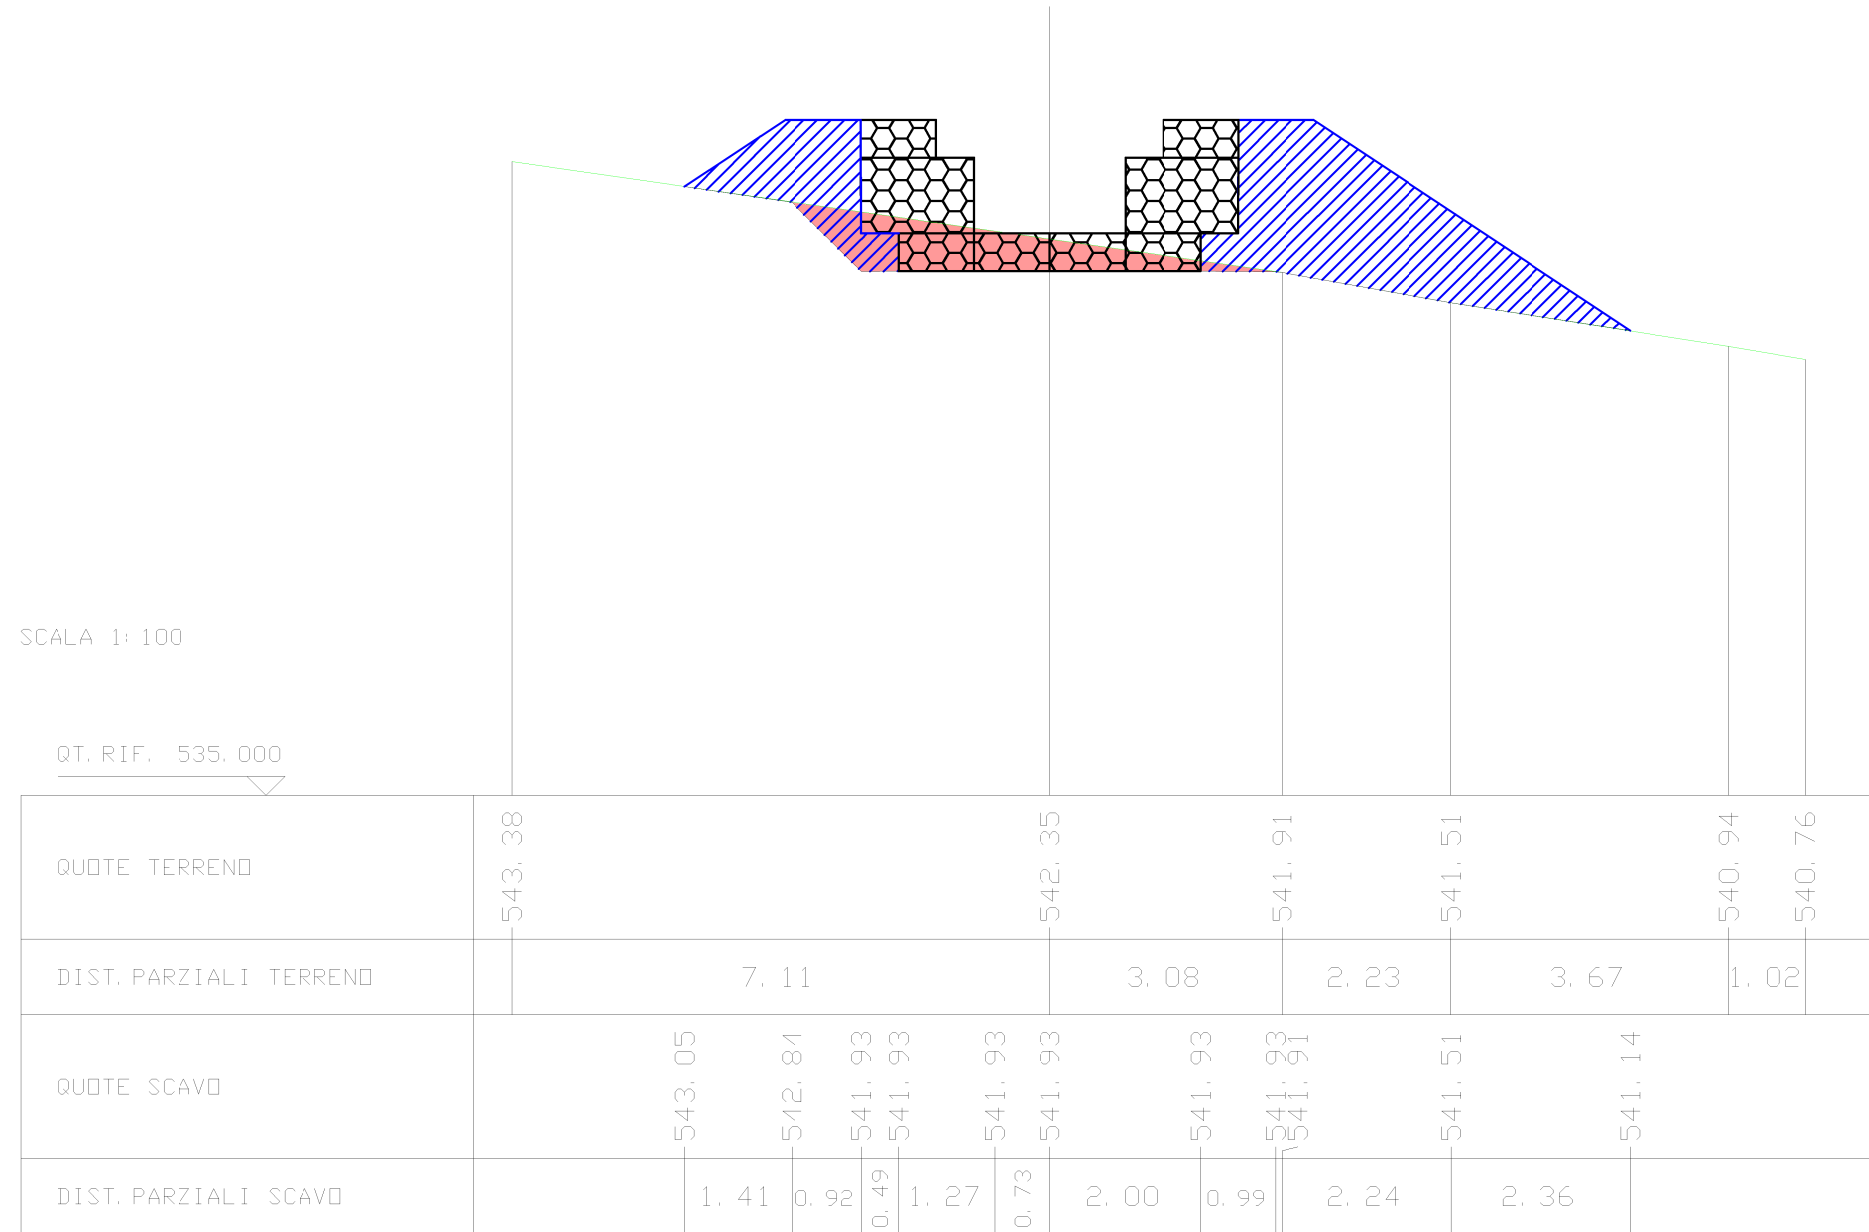 SCALA 1:100
QT.RIF. 535.000
QUOTE TERRENO 543.38 542.35 541.91 541.51 540.94 540.76
DIST.PARZIALI TERRENO 7.11 3.08 2.23 3.67 1.02
QUOTE SCAVO 543.05 542.84 541.93 541.93 541.93 541.93 541.93 541.93 541.91 541.51 541.14
DIST.PARZIALI SCAVO 1.41 0.92 0.49 1.27 0.73 2.00 0.99 2.24 2.36